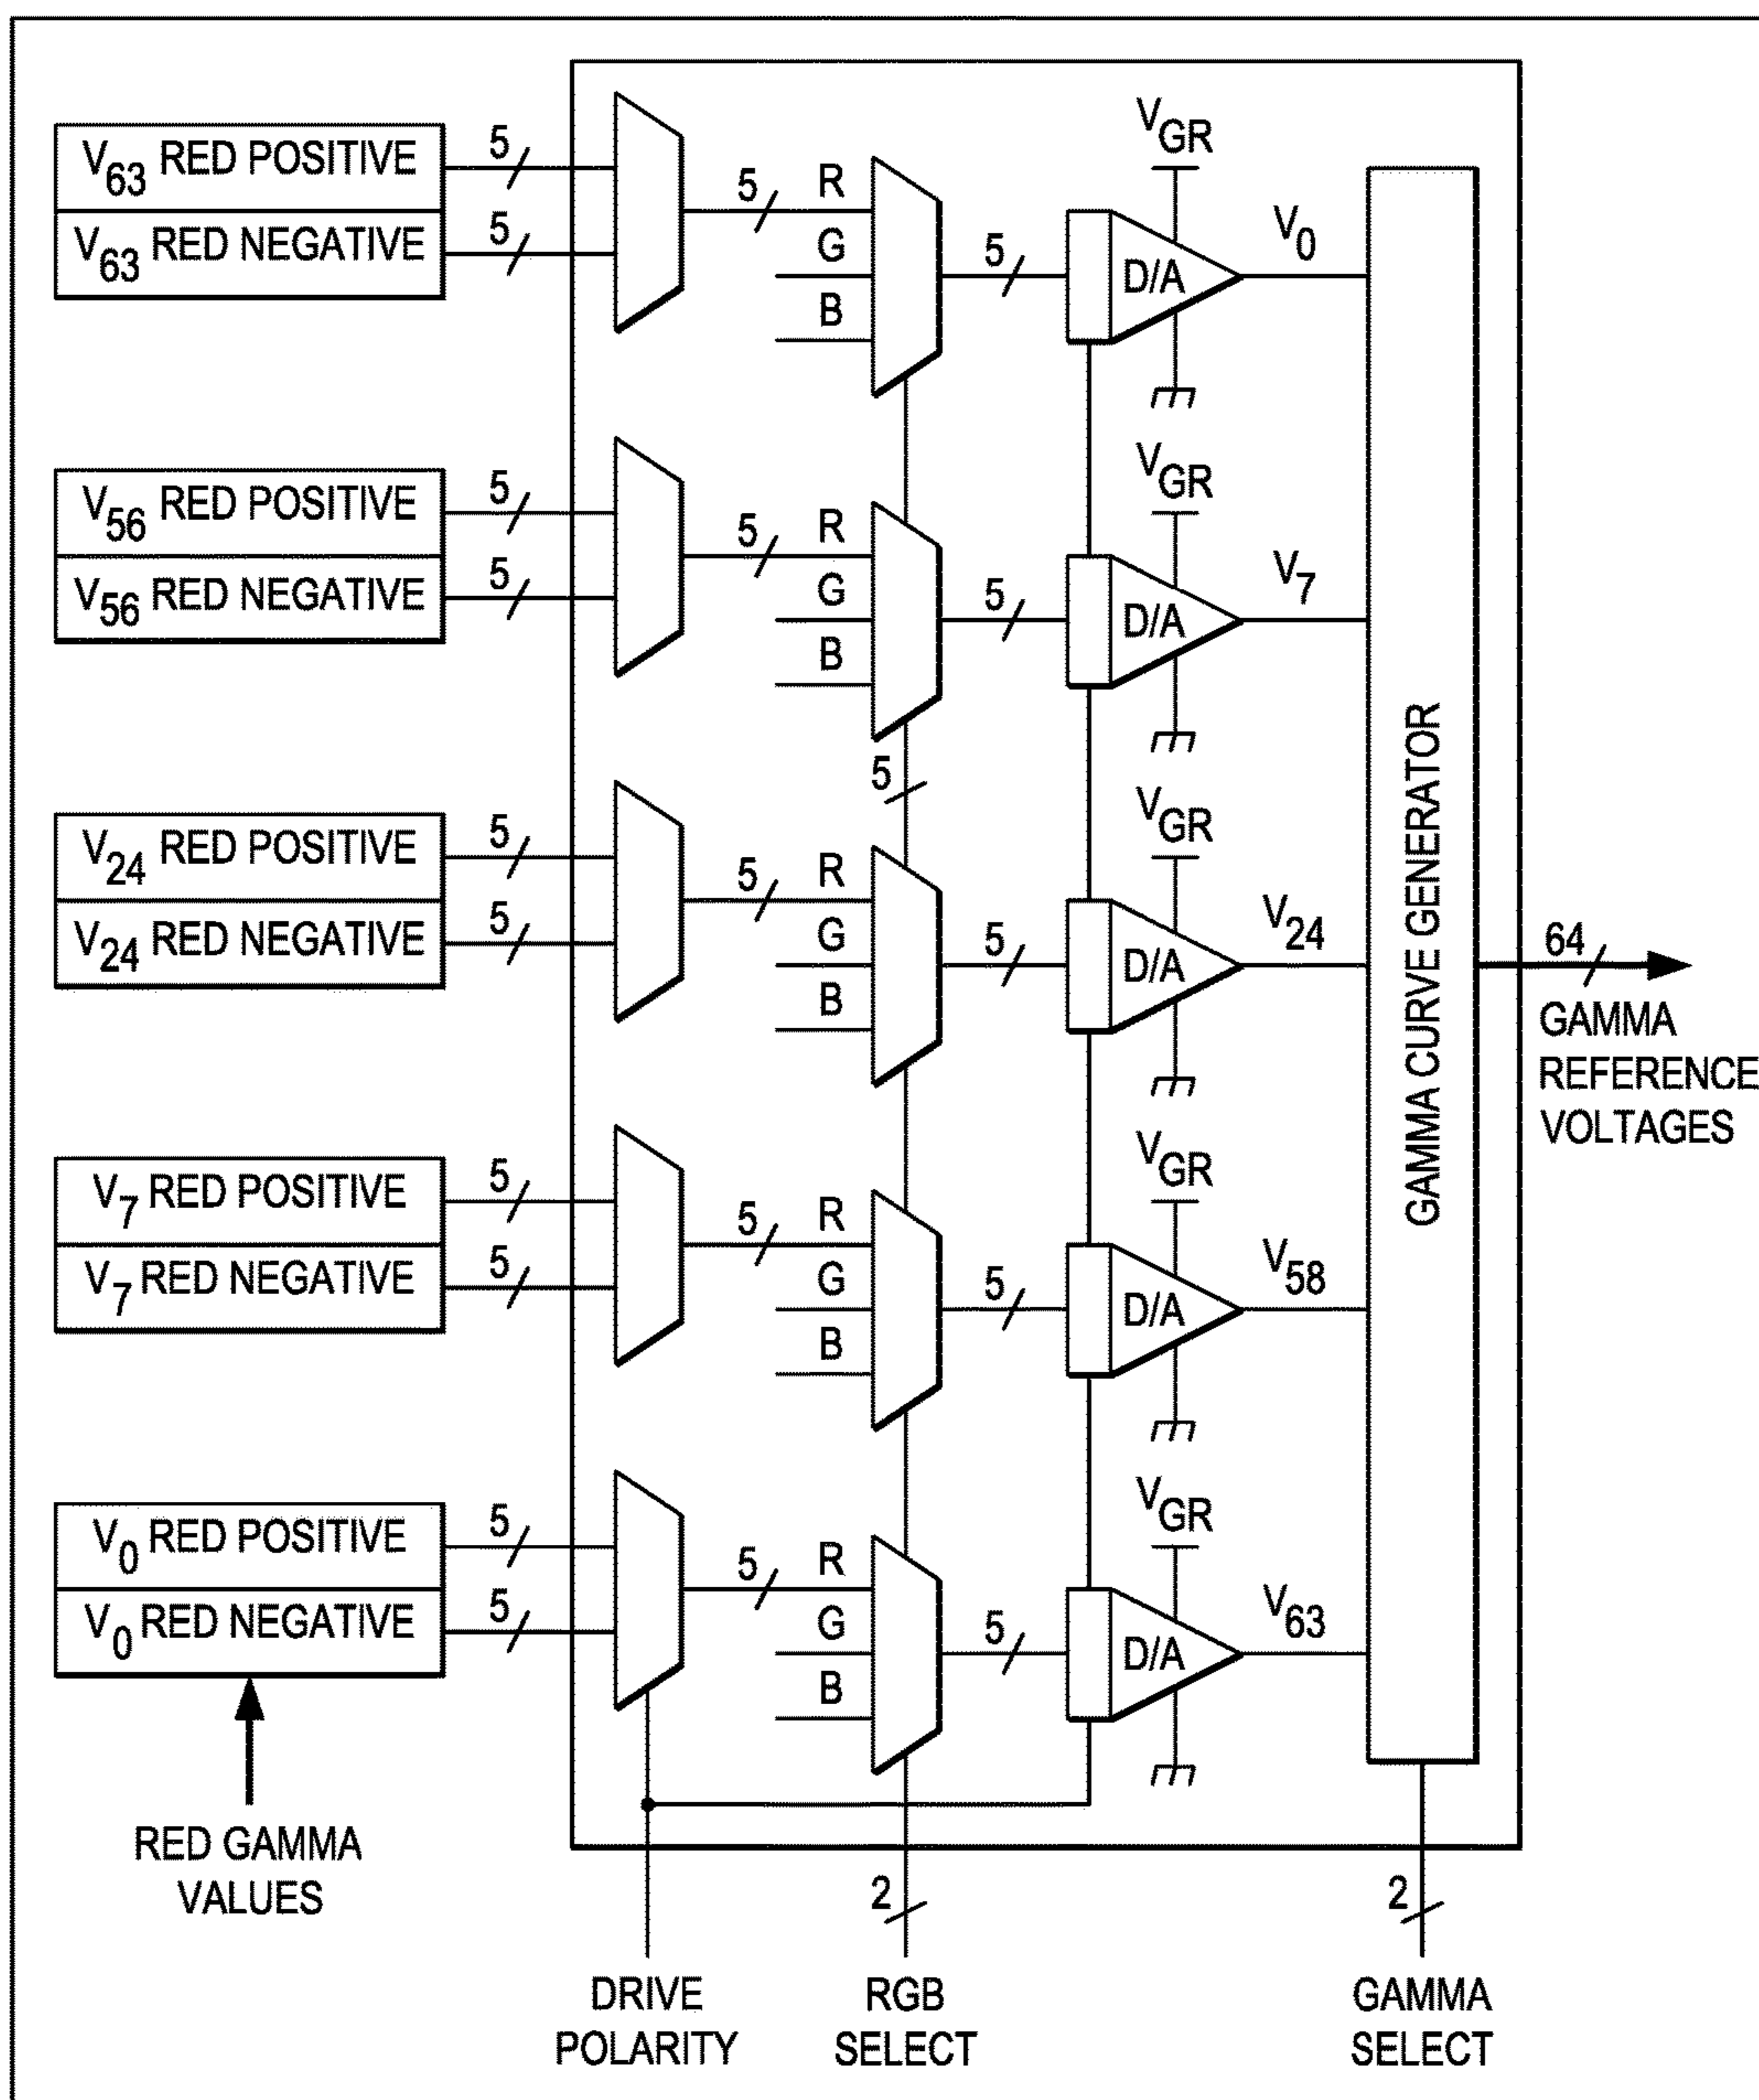 V63 RED POSITIVE
V63 RED NEGATIVE
5
5
5
R
G
B
5
VGR
D/A
V0
V56 RED POSITIVE
V56 RED NEGATIVE
5
5
5
R
G
B
5
VGR
D/A
V7
5
V24 RED POSITIVE
V24 RED NEGATIVE
5
5
5
R
G
B
5
VGR
D/A
V24
V7 RED POSITIVE
V7 RED NEGATIVE
5
5
5
R
G
B
5
VGR
D/A
V58
V0 RED POSITIVE
V0 RED NEGATIVE
5
5
5
R
G
B
5
VGR
D/A
V63
GAMMA CURVE GENERATOR
64
GAMMA
REFERENCE
VOLTAGES
RED GAMMA
VALUES
2
2
DRIVE
POLARITY
RGB
SELECT
GAMMA
SELECT